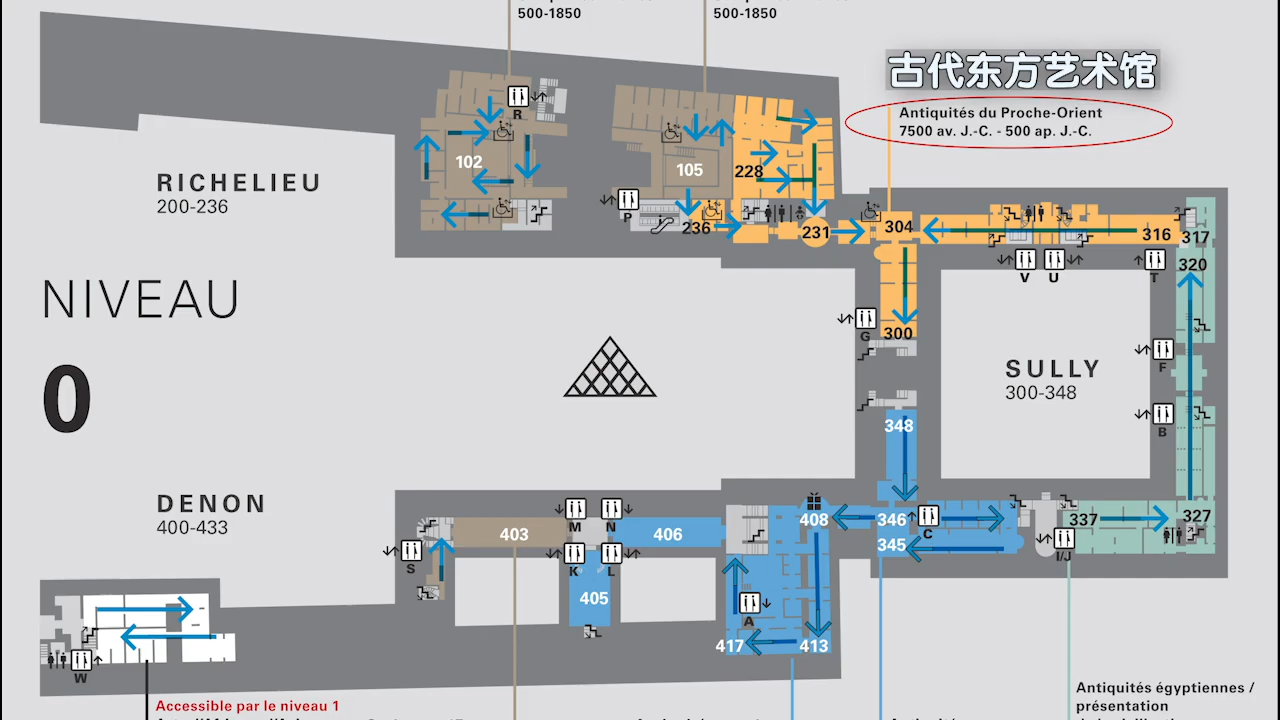 500-1850
500-1850
古代东方艺术馆
Antiquités du Proche-Orient
7500 av. J.-C. - 500 ap. J.-C.
R
102
105
228
RICHELIEU
200-236
P
236
231
304
316
317
320
V
U
T
NIVEAU
0
G
300
SULLY
300-348
F
B
348
DENON
400-433
M
N
403
406
408
346
C
337
327
345
I/J
S
K
L
405
A
417
413
W
Accessible par le niveau 1
Antiquités égyptiennes /
présentation